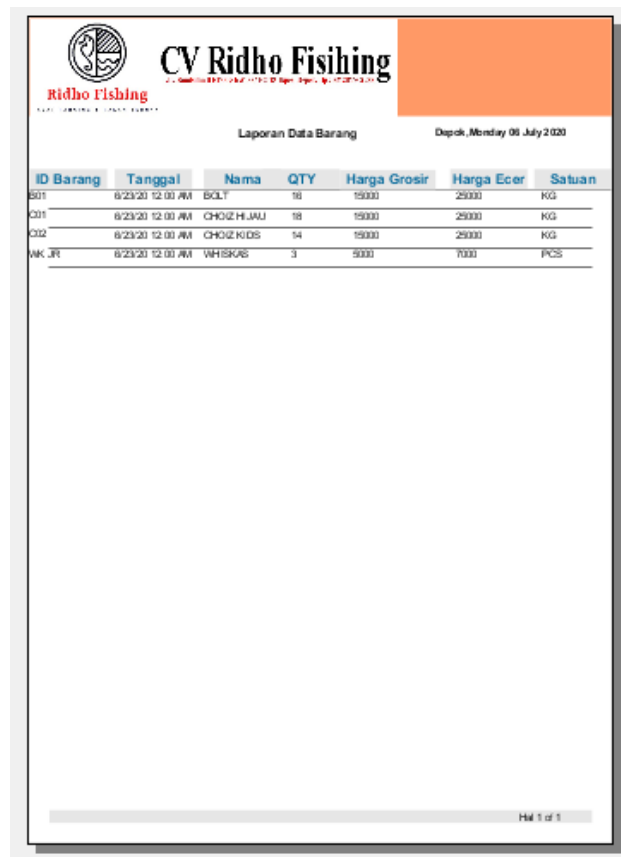 CV Ridho Fisihing
Ridho Fishing
Laporan Data Barang Depok,Monday 06 July 2020
ID Barang Tanggal Nama QTY Harga Grosir Harga Ecer Satuan
B01 6/23/20 12:00 AM BOLT 16 15000 25000 KG
C01 6/23/20 12:00 AM CHOIZ HIJAU 18 15000 25000 KG
C02 6/23/20 12:00 AM CHOIZ KIDS 14 15000 25000 KG
WK JR 6/23/20 12:00 AM WHISKAS 3 5000 7000 PCS
Hal 1 of 1